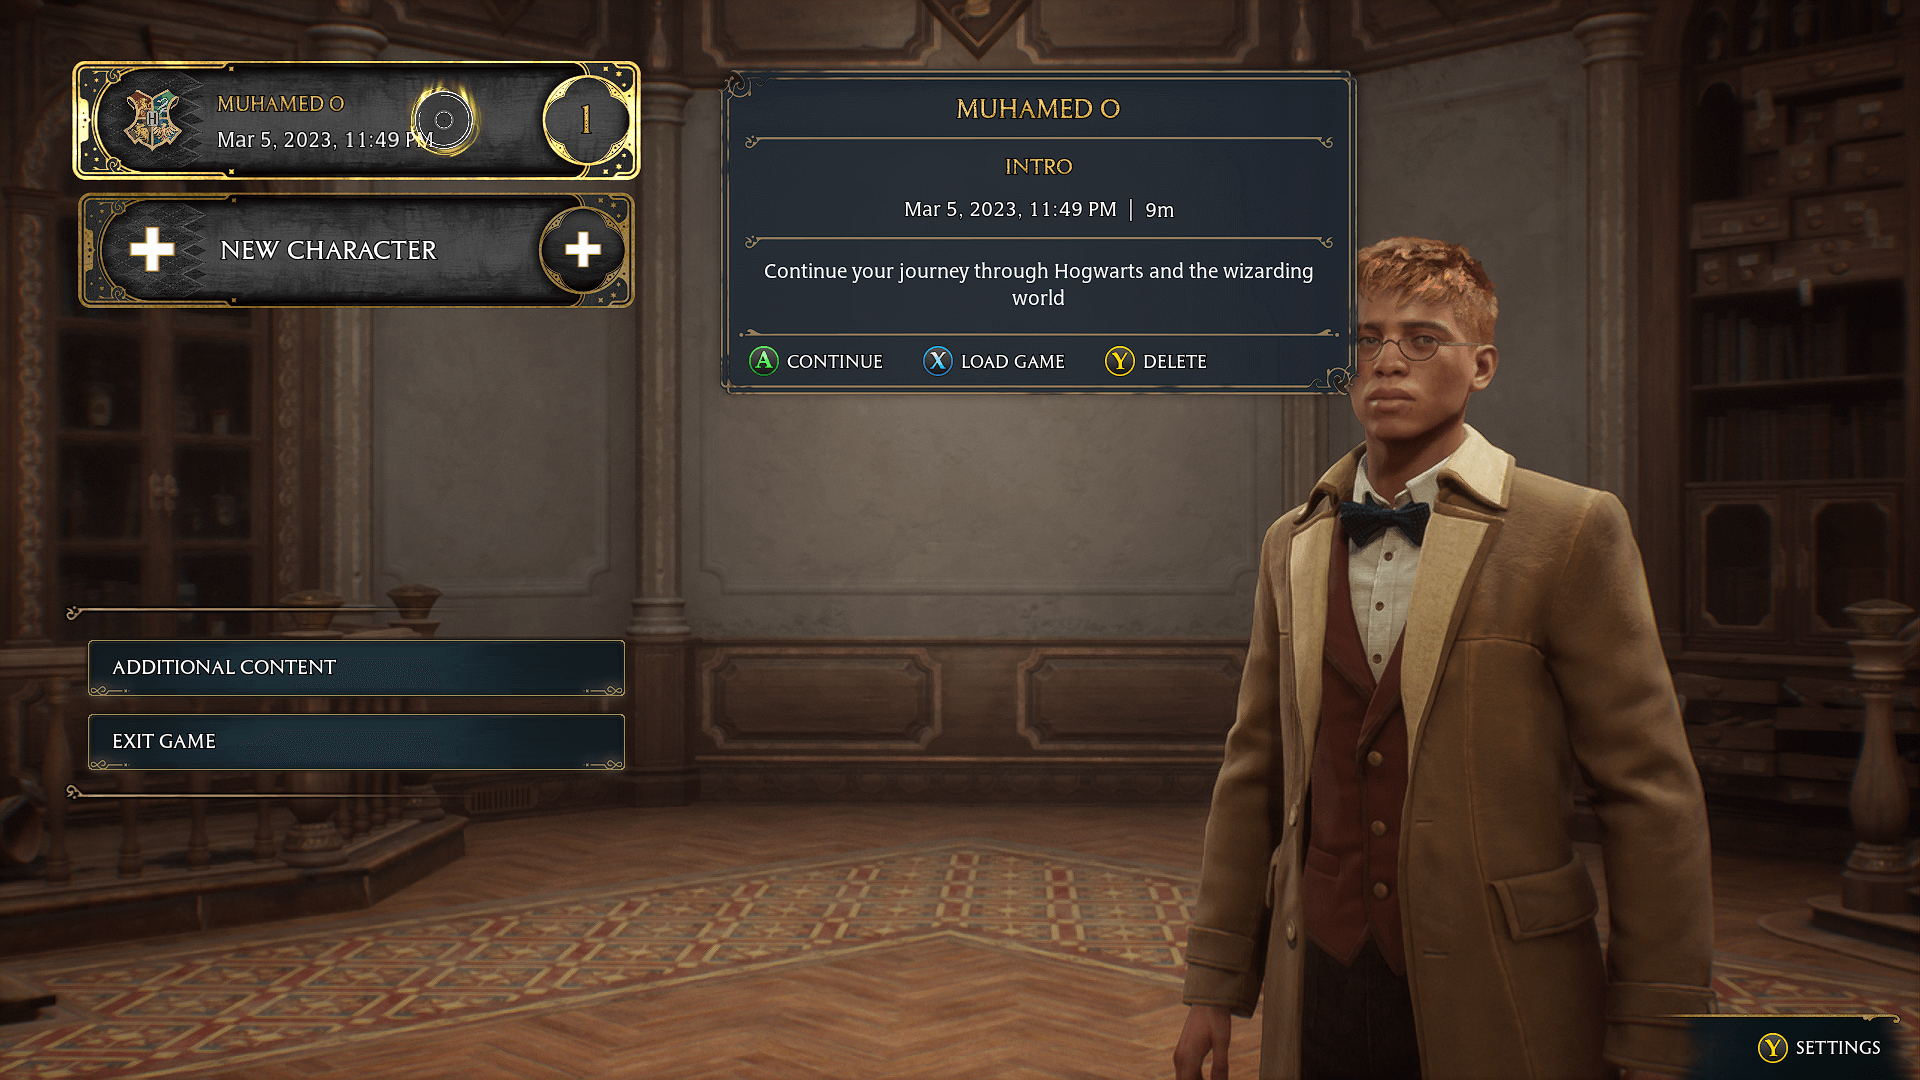 MUHAMED O
Mar 5, 2023, 11:49 PM
1
NEW CHARACTER
MUHAMED O
INTRO
Mar 5, 2023, 11:49 PM | 9m
Continue your journey through Hogwarts and the wizarding
world
A CONTINUE X LOAD GAME Y DELETE
ADDITIONAL CONTENT
EXIT GAME
Y SETTINGS